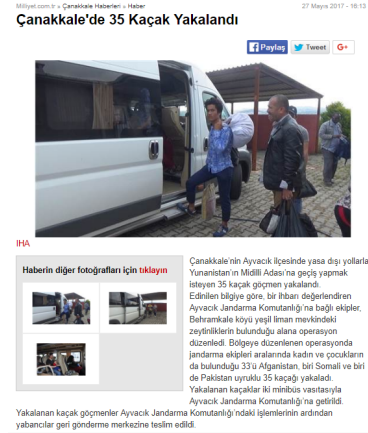 Milliyet.com.tr » Çanakkale Haberleri » Haber
27 Mayıs 2017 - 16:13
Çanakkale'de 35 Kaçak Yakalandı
Paylaş Tweet G+
IHA
Haberin diğer fotoğrafları için tıklayın
Çanakkale'nin Ayvacık ilçesinde yasa dışı yollarla
Yunanistan'ın Midilli Adası'na geçiş yapmak
isteyen 35 kaçak göçmen yakalandı.
Edinilen bilgiye göre, bir ihbarı değerlendiren
Ayvacık Jandarma Komutanlığı'na bağlı ekipler,
Behramkale köyü yeşil liman mevkindeki
zeytinliklerin bulunduğu alana operasyon
düzenledi. Bölgeye düzenlenen operasyonda
jandarma ekipleri aralarında kadın ve çocukların
da bulunduğu 33'ü Afganistan, biri Somali ve biri
de Pakistan uyruklu 35 kaçağı yakaladı.
Yakalanan kaçaklar iki minibüs vasıtasıyla
Ayvacık Jandarma Komutanlığı'na getirildi.
Yakalanan kaçak göçmenler Ayvacık Jandarma Komutanlığı'ndaki işlemlerinin ardından
yabancılar geri gönderme merkezine teslim edildi.